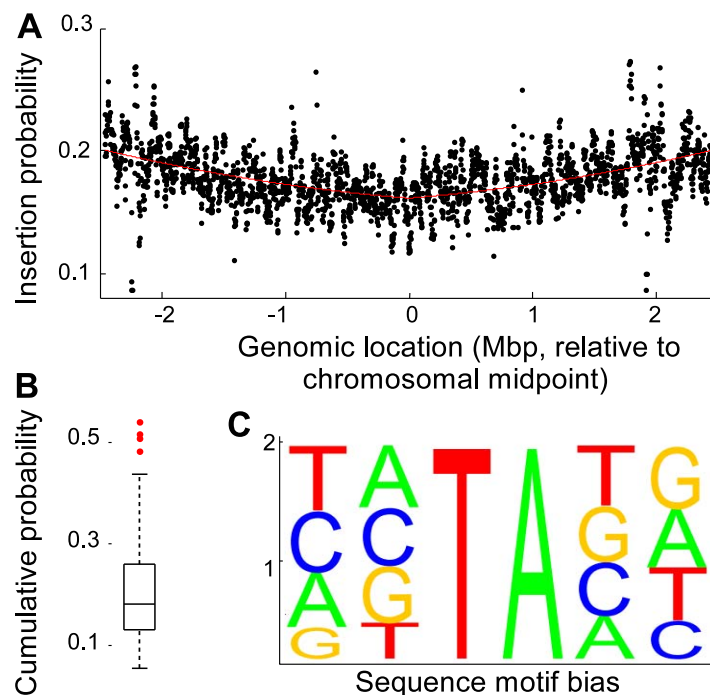 A
Insertion probability
0.3
0.2
0.1
-2
-1
0
1
2
Genomic location (Mbp, relative to
chromosomal midpoint)
B
Cumulative probability
0.5
0.3
0.1
C
2
1
T A T A T G
C C G A
A G C T
G T A C
Sequence motif bias